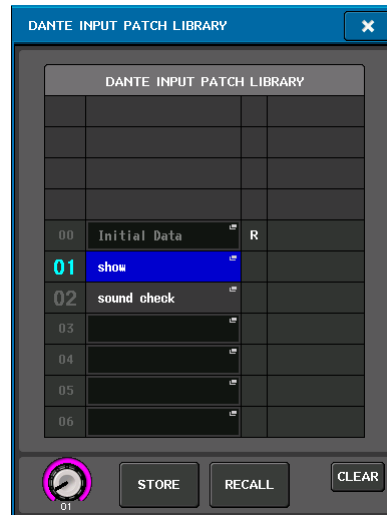 DANTE INPUT PATCH LIBRARY
DANTE INPUT PATCH LIBRARY
00 Initial Data R
01 show
02 sound check
03
04
05
06
01 STORE RECALL CLEAR